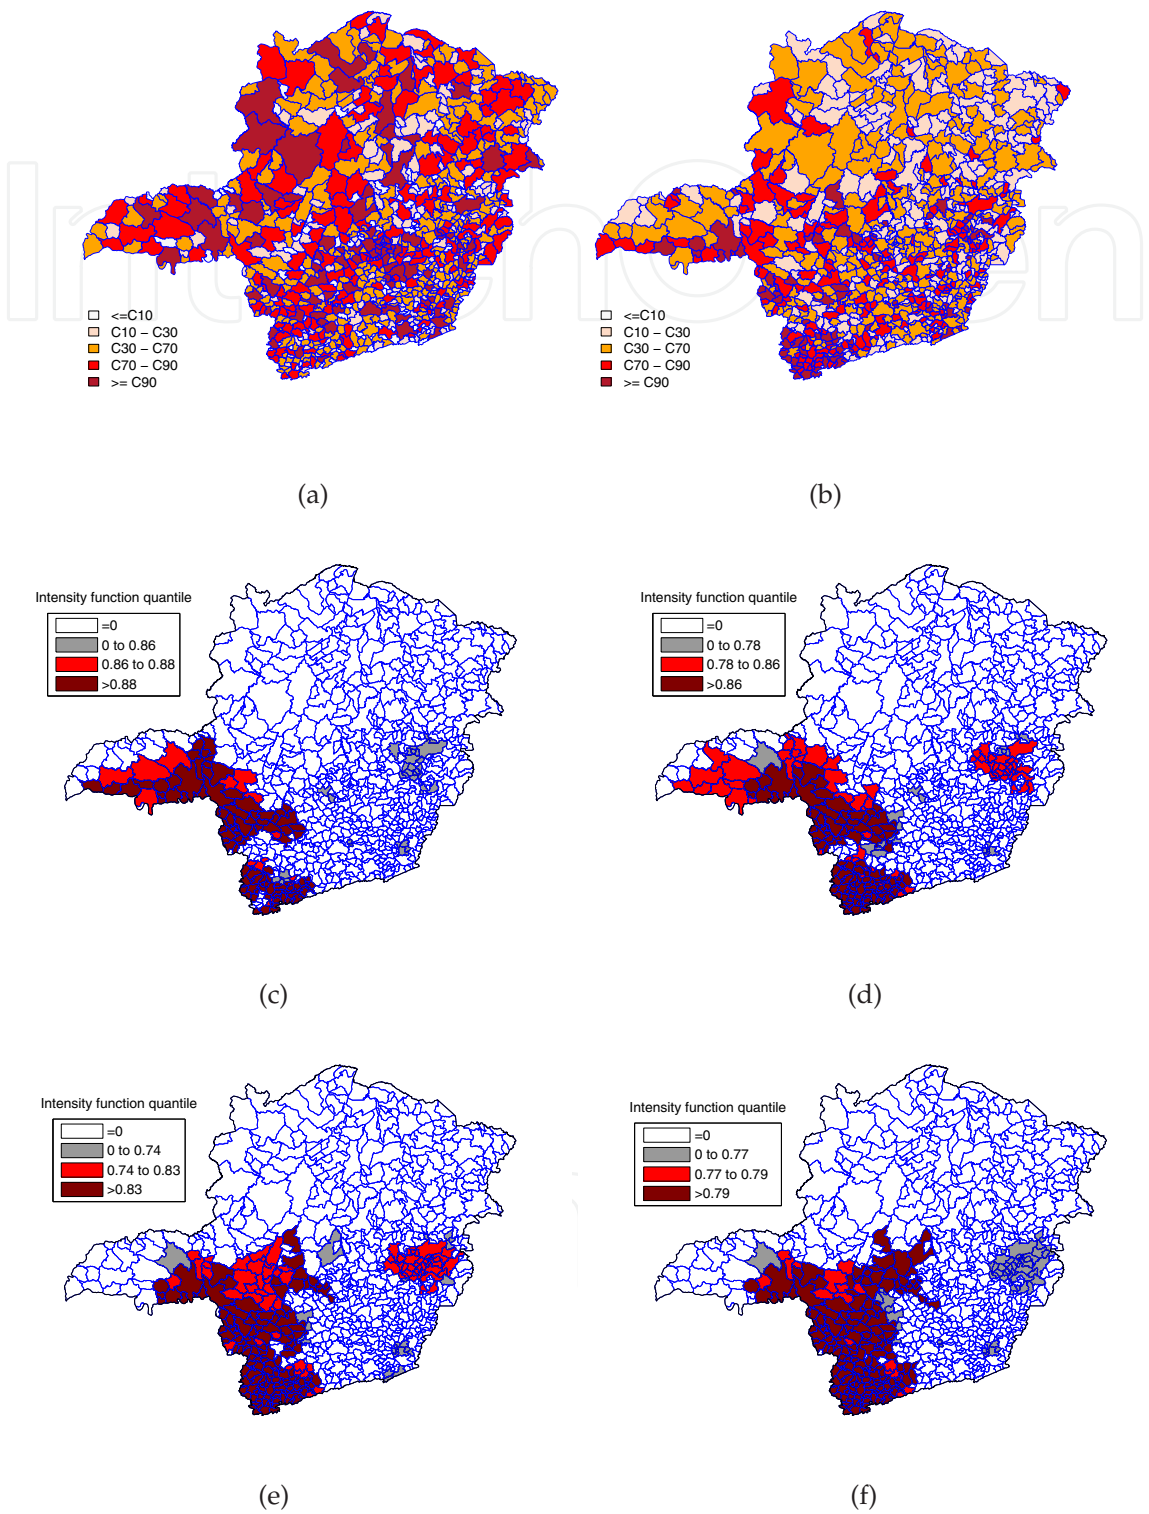 <=C10
C10 – C30
C30 – C70
C70 – C90
>= C90
<=C10
C10 – C30
C30 – C70
C70 – C90
>= C90
(a)
(b)
Intensity function quantile
=0
0 to 0.86
0.86 to 0.88
>0.88
Intensity function quantile
=0
0 to 0.78
0.78 to 0.86
>0.86
(c)
(d)
Intensity function quantile
=0
0 to 0.74
0.74 to 0.83
>0.83
Intensity function quantile
=0
0 to 0.77
0.77 to 0.79
>0.79
(e)
(f)